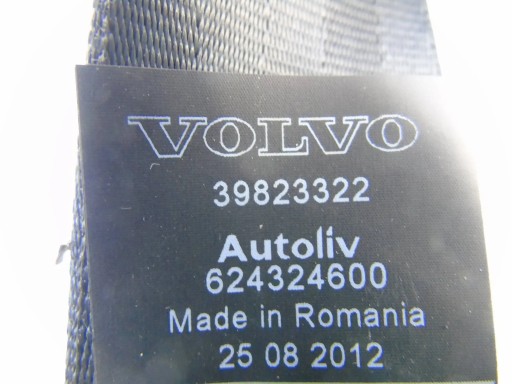 VOLVO
39823322
Autoliv
624324600
Made in Romania
25 08 2012